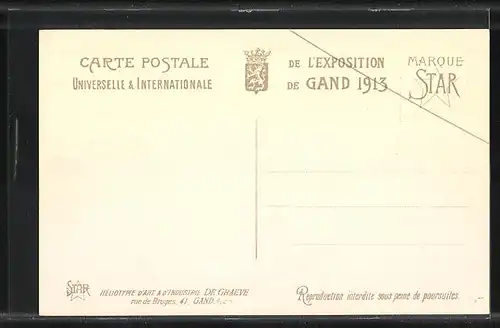 CARTE POSTALE
UNIVERSELLE & INTERNATIONALE
DE L'EXPOSITION
DE GAND 1913
MARQUE
STAR
STAR
HÉLIOTYPIE D'ART & D'INDUSTRIE DE GRAEVE
rue de Bruges, 41, GAND
Reproduction interdite sous peine de poursuites.